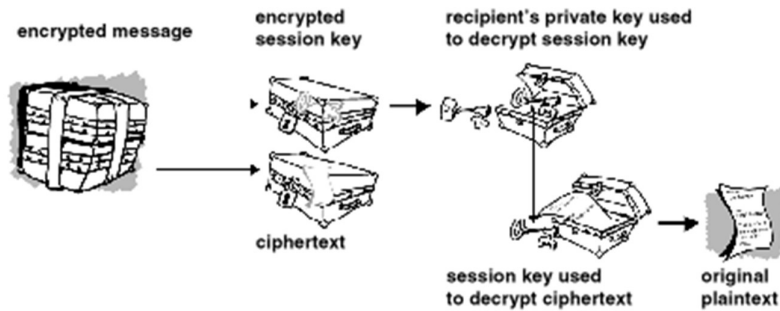 encrypted message
encrypted
session key
recipient's private key used
to decrypt session key
ciphertext
session key used
to decrypt ciphertext
original
plaintext